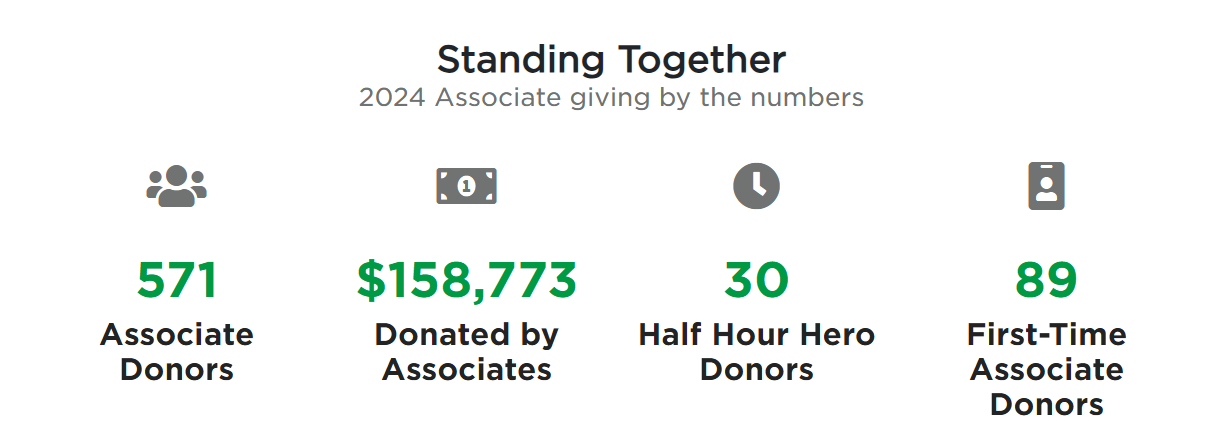 Standing Together
2024 Associate giving by the numbers
1
571
Associate
Donors
$158,773
Donated by
Associates
30
Half Hour Hero
Donors
89
First-Time
Associate
Donors